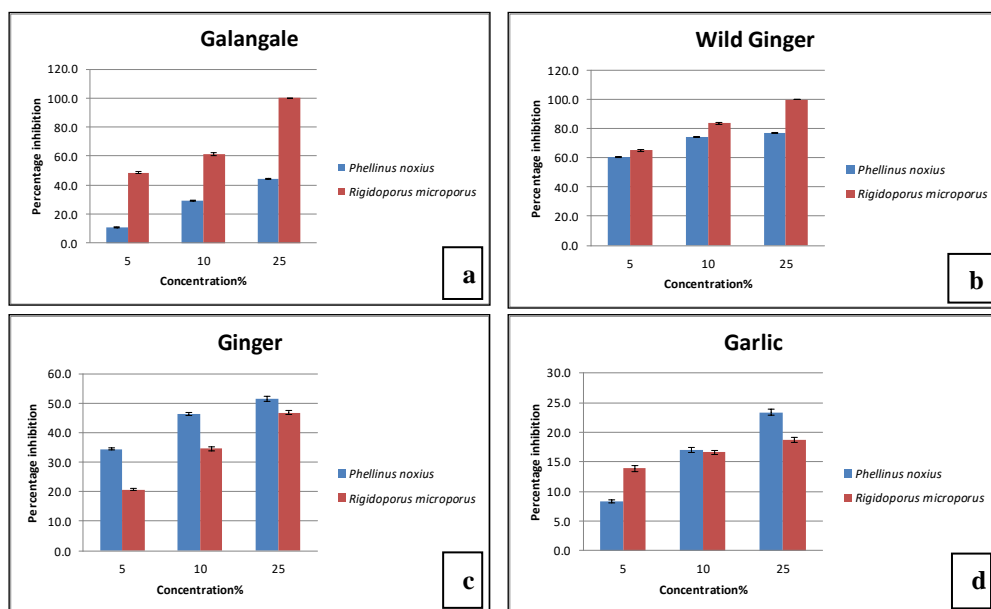 Galangale
Percentage inhibition
120.0
100.0
80.0
60.0
40.0
20.0
0.0
5 10 25
Concentration%
Phellinus noxius
Rigidoporus microporus
a
Wild Ginger
Percentage inhibition
120.0
100.0
80.0
60.0
40.0
20.0
0.0
5 10 25
Concentration%
Phellinus noxius
Rigidoporus microporus
b
Ginger
Percentage inhibition
60.0
50.0
40.0
30.0
20.0
10.0
0.0
5 10 25
Concentration%
Phellinus noxius
Rigidoporus microporus
c
Garlic
Percentage inhibition
30.0
25.0
20.0
15.0
10.0
5.0
0.0
5 10 25
Concentration%
Phellinus noxius
Rigidoporus microporus
d